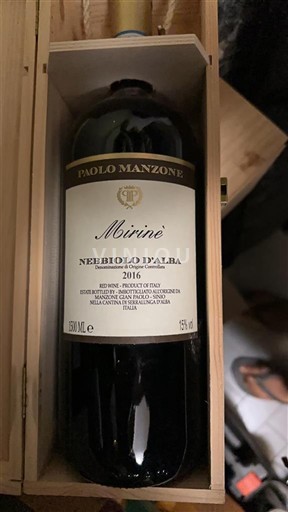 PAOLO MANZONE
Mirinè
VINIOU
NEBBIOLO D'ALBA
Denominazione di Origine Controllata
2016
RED WINE - PRODUCT OF ITALY
ESTATE BOTTLED BY - IMBOTTIGLIATO ALL'ORIGINE DA
MANZONE GIAN PAOLO - SINIO
NELLA CANTINA DI SERRALUNGA D'ALBA
ITALIA
1500 ML e
15% vol